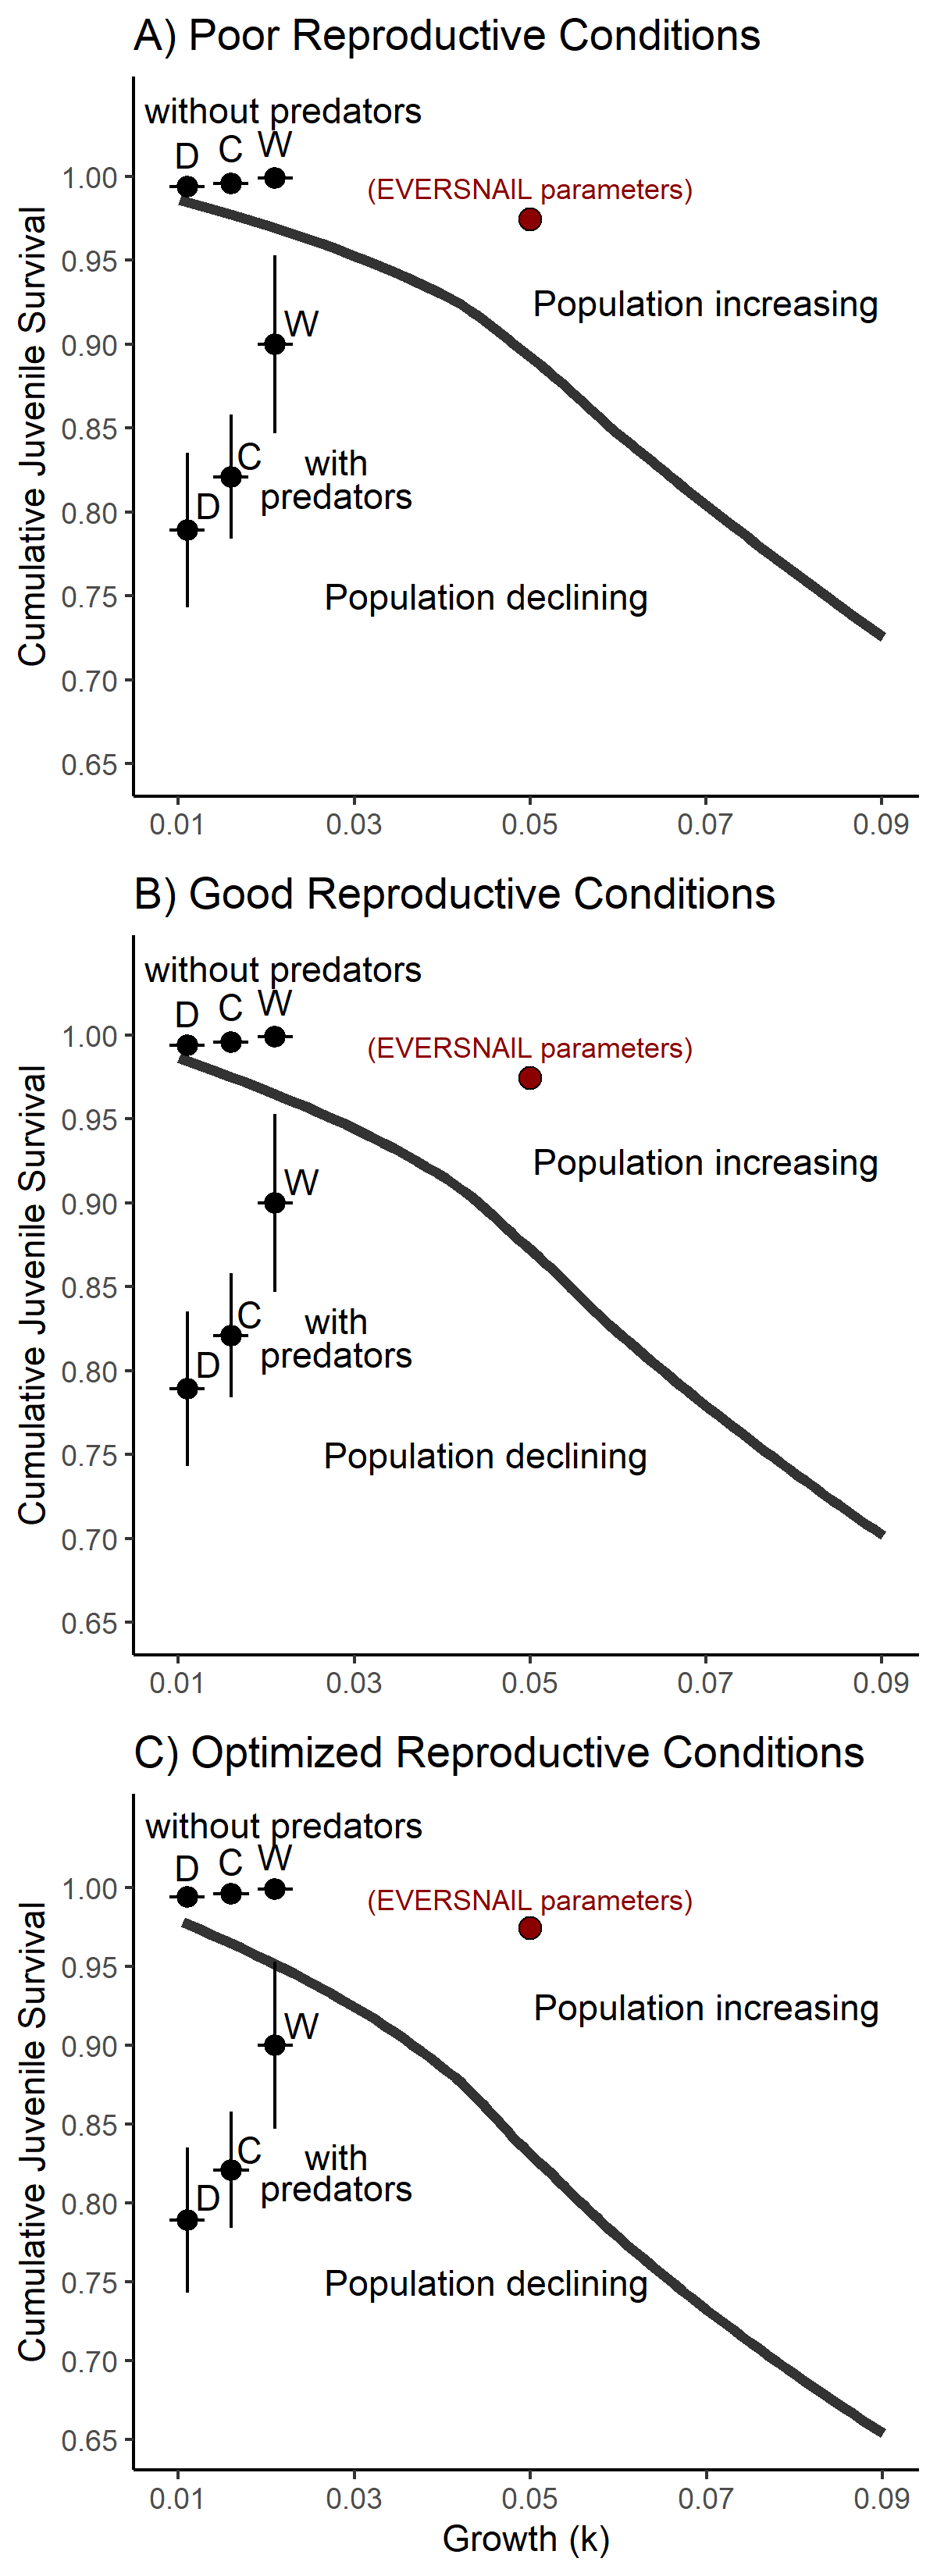 A) Poor Reproductive Conditions
without predators
D C W
1.00
(EVERSNAIL parameters)
0.95
Population increasing
W
0.90
0.85
C
with
predators
D
0.80
Population declining
0.75
0.70
0.65
Cumulative Juvenile Survival
0.01 0.03 0.05 0.07 0.09
B) Good Reproductive Conditions
without predators
D C W
1.00
(EVERSNAIL parameters)
0.95
Population increasing
W
0.90
0.85
C
with
predators
D
0.80
Population declining
0.75
0.70
0.65
Cumulative Juvenile Survival
0.01 0.03 0.05 0.07 0.09
C) Optimized Reproductive Conditions
without predators
D C W
1.00
(EVERSNAIL parameters)
0.95
Population increasing
W
0.90
0.85
C
with
predators
D
0.80
Population declining
0.75
0.70
0.65
Cumulative Juvenile Survival
0.01 0.03 0.05 0.07 0.09
Growth (k)